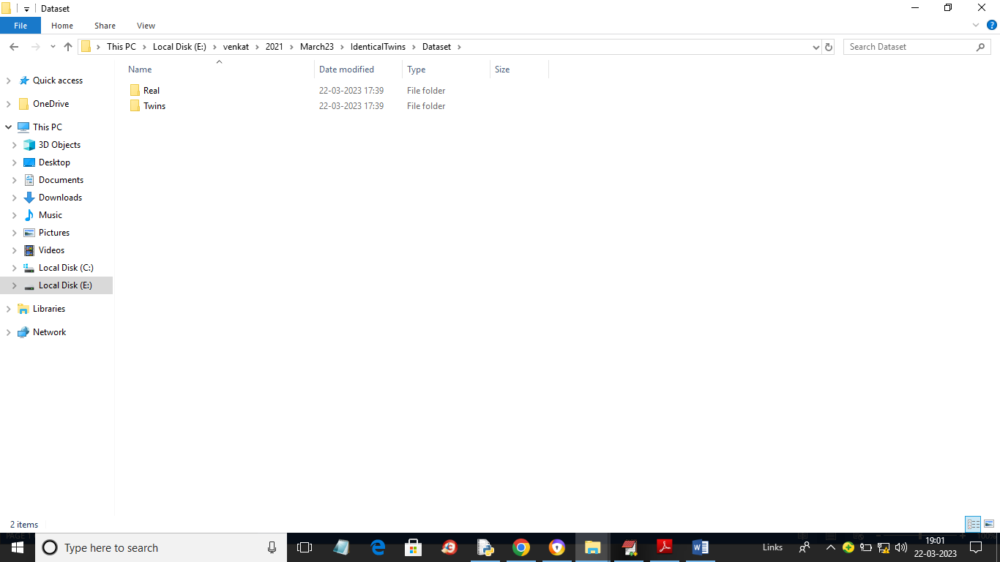 Dataset
File Home Share View
This PC Local Disk (E:) venkat 2021 March23 IdenticalTwins Dataset Search Dataset
Name Date modified Type Size
Real 22-03-2023 17:39 File folder
Twins 22-03-2023 17:39 File folder
Quick access
OneDrive
This PC
3D Objects
Desktop
Documents
Downloads
Music
Pictures
Videos
Local Disk (C:)
Local Disk (E:)
Libraries
Network
2 items
PAGE 1 100%
Type here to search Links 19:01
22-03-2023